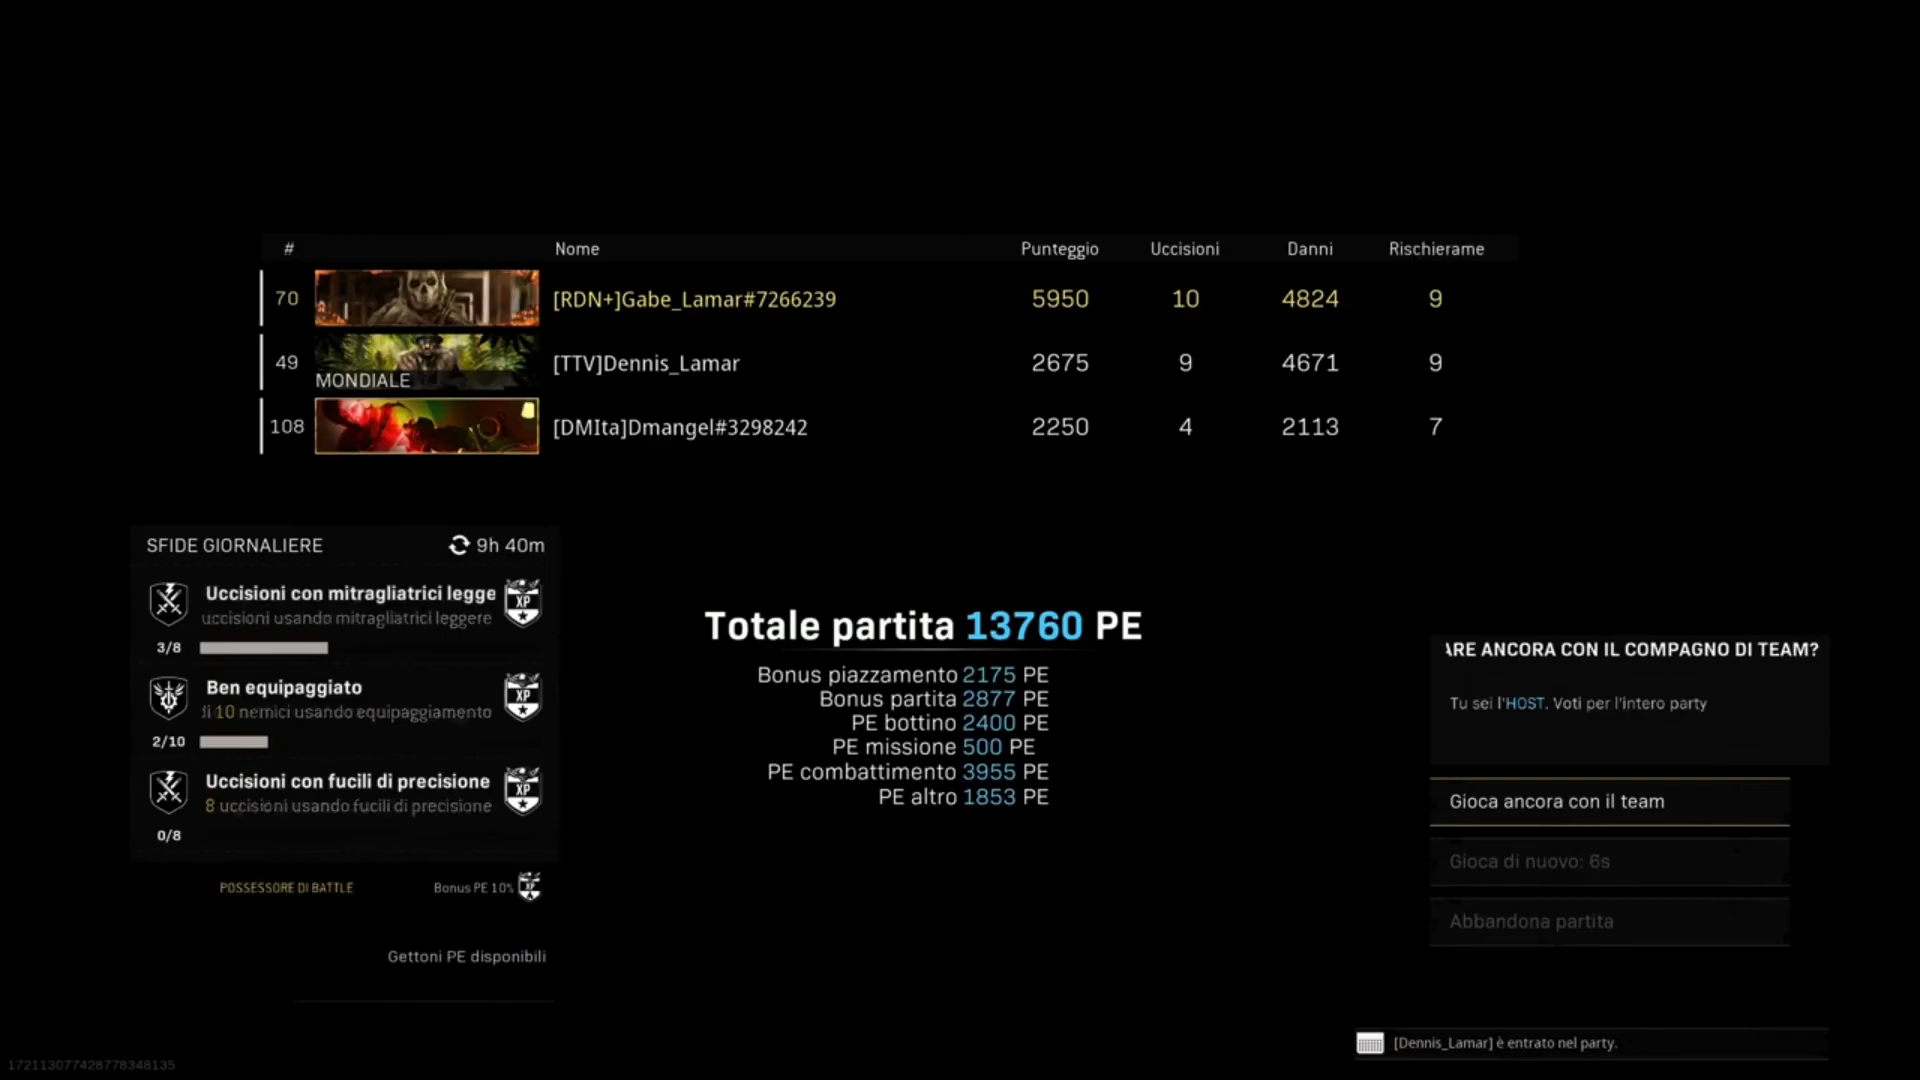 # Nome Punteggio Uccisioni Danni Rischierame
70 [RDN+]Gabe_Lamar#7266239 5950 10 4824 9
49 MONDIALE [TTV]Dennis_Lamar 2675 9 4671 9
108 [DMIta]Dmangel#3298242 2250 4 2113 7
SFIDE GIORNALIERE 9h 40m
Uccisioni con mitragliatrici legge XP
uccisioni usando mitragliatrici leggere
3/8
Ben equipaggiato XP
di 10 nemici usando equipaggiamento
2/10
Uccisioni con fucili di precisione XP
8 uccisioni usando fucili di precisione
0/8
POSSESSORE DI BATTLE Bonus PE 10% XP
Gettoni PE disponibili
Totale partita 13760 PE
Bonus piazzamento 2175 PE
Bonus partita 2877 PE
PE bottino 2400 PE
PE missione 500 PE
PE combattimento 3955 PE
PE altro 1853 PE
ARE ANCORA CON IL COMPAGNO DI TEAM?
Tu sei l'HOST. Voti per l'intero party
Gioca ancora con il team
Gioca di nuovo: 6s
Abbandona partita
[Dennis_Lamar] è entrato nel party.
172113077428778348135